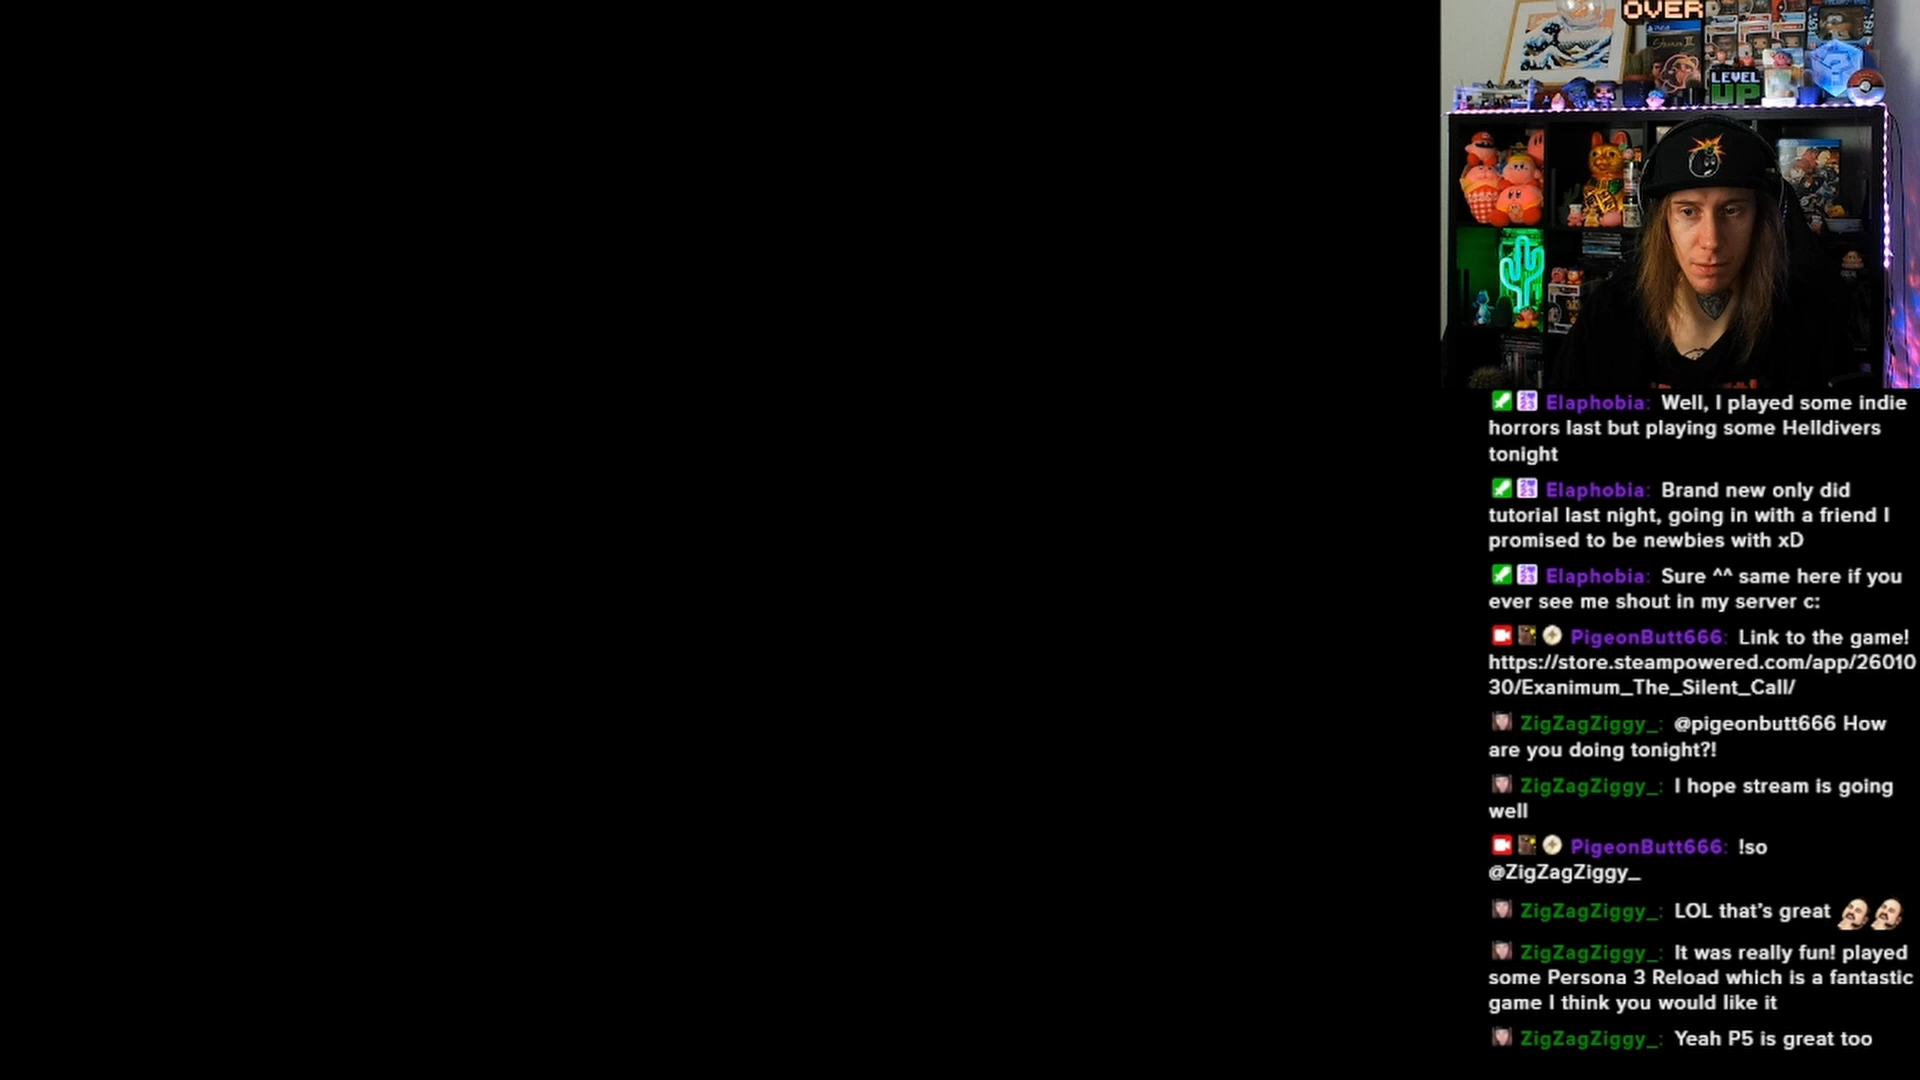 OVER
LEVEL
UP
Elaphobia: Well, I played some indie
horrors last but playing some Helldivers
tonight
Elaphobia: Brand new only did
tutorial last night, going in with a friend I
promised to be newbies with xD
Elaphobia: Sure ^^ same here if you
ever see me shout in my server c:
PigeonButt666: Link to the game!
https://store.steampowered.com/app/26010
30/Exanimum_The_Silent_Call/
ZigZagZiggy_: @pigeonbutt666 How
are you doing tonight?!
ZigZagZiggy_: I hope stream is going
well
PigeonButt666: !so
@ZigZagZiggy_
ZigZagZiggy_: LOL that's great
ZigZagZiggy_: It was really fun! played
some Persona 3 Reload which is a fantastic
game I think you would like it
ZigZagZiggy_: Yeah P5 is great too